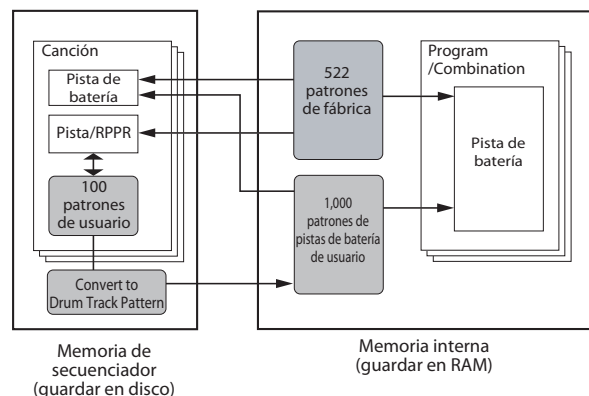 Canción
Pista de
batería
Pista/RPPR
100
patrones
de usuario
Convert to
Drum Track Pattern
Memoria de
secuenciador
(guardar en disco)
522
patrones
de fábrica
1,000
patrones de
pistas de batería
de usuario
Program
/Combination
Pista de
batería
Memoria interna
(guardar en RAM)